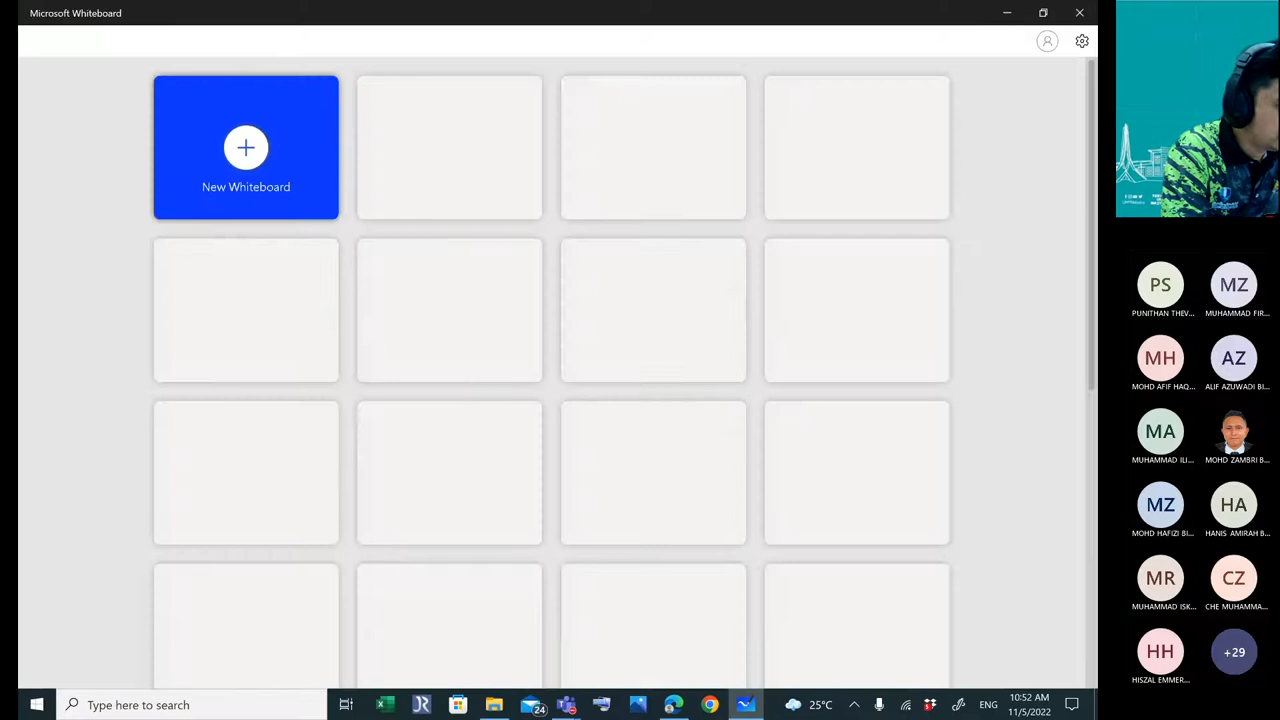 Microsoft Whiteboard
New Whiteboard
PS
PUNITHAN THEV...
MZ
MUHAMMAD FIR...
MH
MOHD AFIF HAQ...
AZ
ALIF AZUWADI BI...
MA
MUHAMMAD ILI...
MOHD ZAMBRI B...
MZ
MOHD HAFIZI BI...
HA
HANIS AMIRAH B...
MR
MUHAMMAD ISK...
CZ
CHE MUHAMMA...
HH
HISZAL EMMER...
+29
Type here to search
24
25°C
ENG
10:52 AM
11/5/2022